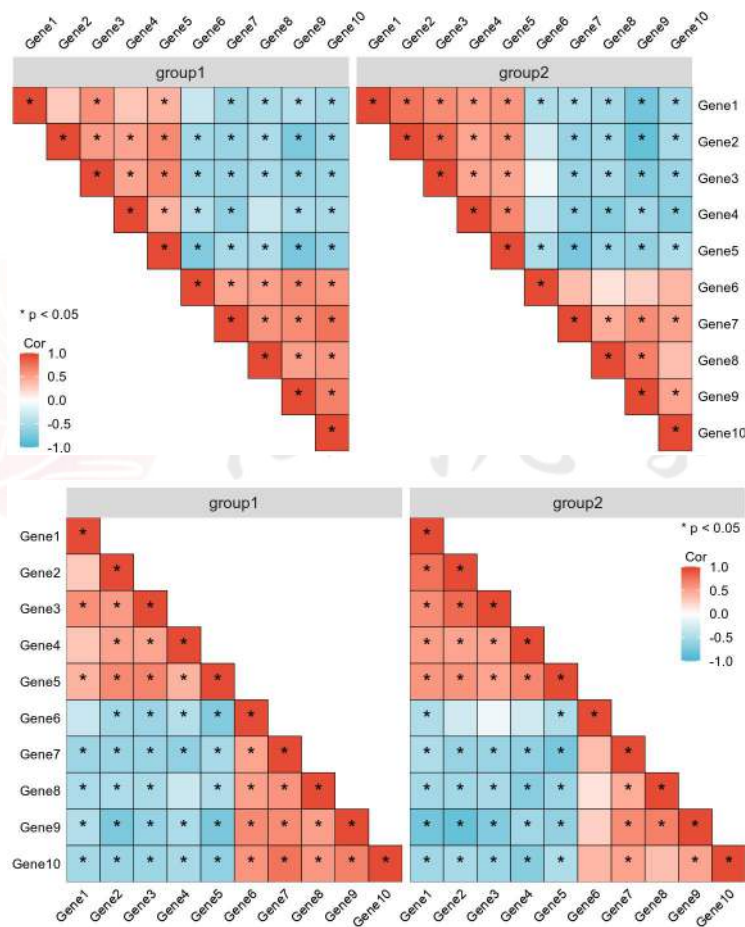 Gene1 Gene2 Gene3 Gene4 Gene5 Gene6 Gene7 Gene8 Gene9 Gene10 Gene1 Gene2 Gene3 Gene4 Gene5 Gene6 Gene7 Gene8 Gene9 Gene10
group1 group2
* * * * * * * * * * * * * * * * Gene1
* * * * * * * * * * * * * * * * * Gene2
* * * * * * * * * * * * * * * Gene3
* * * * * * * * * * * * Gene4
* * * * * * * * * * * * Gene5
* * * * * * Gene6
* * * * * * * * Gene7
* * * * * Gene8
* * * * Gene9
* * Gene10
* p < 0.05
Cor
1.0
0.5
0.0
-0.5
-1.0
group1 group2
Gene1 * *
Gene2 * * *
Gene3 * * * * * *
Gene4 * * * * * * *
Gene5 * * * * * * * * * *
Gene6 * * * * * * * *
Gene7 * * * * * * * * * * * * *
Gene8 * * * * * * * * * * * * * *
Gene9 * * * * * * * * * * * * * * * * *
Gene10 * * * * * * * * * * * * * * * * * *
* p < 0.05
Cor
1.0
0.5
0.0
-0.5
-1.0
Gene1 Gene2 Gene3 Gene4 Gene5 Gene6 Gene7 Gene8 Gene9 Gene10 Gene1 Gene2 Gene3 Gene4 Gene5 Gene6 Gene7 Gene8 Gene9 Gene10